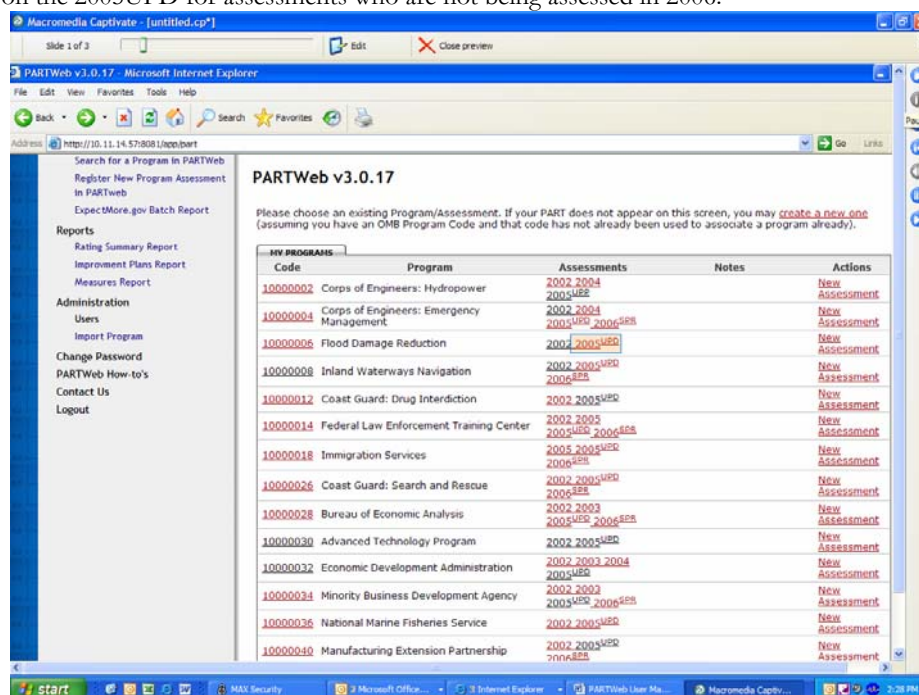 on the 2005UPD for assessments who are not being assessed in 2006.
Macromedia Captivate - [untitled.cp*]
Slide 1 of 3 Edit Close preview
PARTWeb v3.0.17 - Microsoft Internet Explorer
File Edit View Favorites Tools Help
Back Search Favorites
Address http://10.11.14.57:8081/app/part Go Links
Search for a Program in PARTWeb
Register New Program Assessment
in PARTweb
ExpectMore.gov Batch Report
Reports
Rating Summary Report
Improvment Plans Report
Measures Report
Administration
Users
Import Program
Change Password
PARTWeb How-to's
Contact Us
Logout
PARTWeb v3.0.17
Please choose an existing Program/Assessment. If your PART does not appear on this screen, you may create a new one
(assuming you have an OMB Program Code and that code has not already been used to associate a program already).
MY PROGRAMS
Code Program Assessments Notes Actions
10000002 Corps of Engineers: Hydropower 2002 2004 2005UPD New Assessment
10000004 Corps of Engineers: Emergency Management 2002 2004 2005UPD 2006SPR New Assessment
10000006 Flood Damage Reduction 2002 2005UPD New Assessment
10000008 Inland Waterways Navigation 2002 2005UPD 2006SPR New Assessment
10000012 Coast Guard: Drug Interdiction 2002 2005UPD New Assessment
10000014 Federal Law Enforcement Training Center 2002 2005 2005UPD 2006SPR New Assessment
10000018 Immigration Services 2005 2005UPD 2006SPR New Assessment
10000026 Coast Guard: Search and Rescue 2002 2005UPD 2006SPR New Assessment
10000028 Bureau of Economic Analysis 2002 2003 2005UPD 2006SPR New Assessment
10000030 Advanced Technology Program 2002 2005UPD New Assessment
10000032 Economic Development Administration 2002 2003 2004 2005UPD New Assessment
10000034 Minority Business Development Agency 2002 2003 2005UPD 2006SPR New Assessment
10000036 National Marine Fisheries Service 2002 2005UPD New Assessment
10000040 Manufacturing Extension Partnership 2002 2005UPD 2006SPR New Assessment
Pau
start MAX Security 3 Microsoft Office... 3 Internet Explorer PARTWeb User Ma... Macromedia Captiv... 2:28 PM